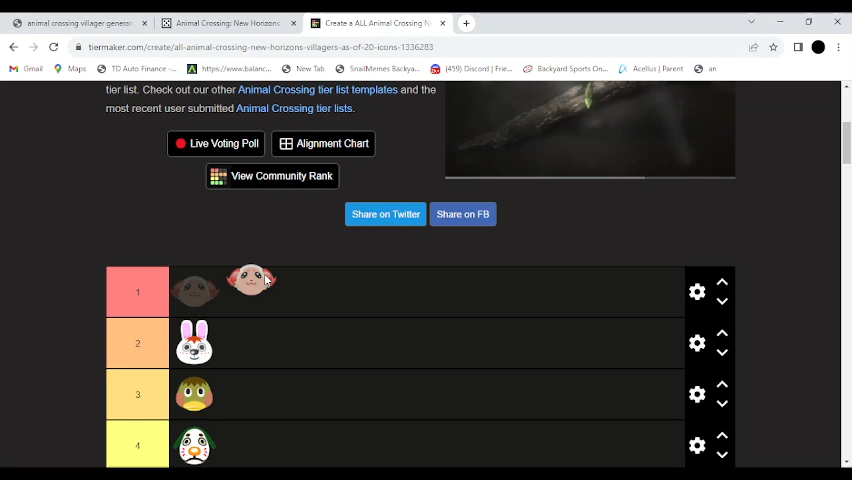 animal crossing villager generat
Animal Crossing: New Horizons
Create a ALL Animal Crossing Ne
tiermaker.com/create/all-animal-crossing-new-horizons-villagers-as-of-20-icons-1336283
Gmail Maps TD Auto Finance -... https://www.balanc... New Tab SnailMemes Backya... (459) Discord | Frie... Backyard Sports On... Acellus | Parent an
tier list. Check out our other Animal Crossing tier list templates and the
most recent user submitted Animal Crossing tier lists.
Live Voting Poll Alignment Chart
View Community Rank
Share on Twitter Share on FB
1
2
3
4